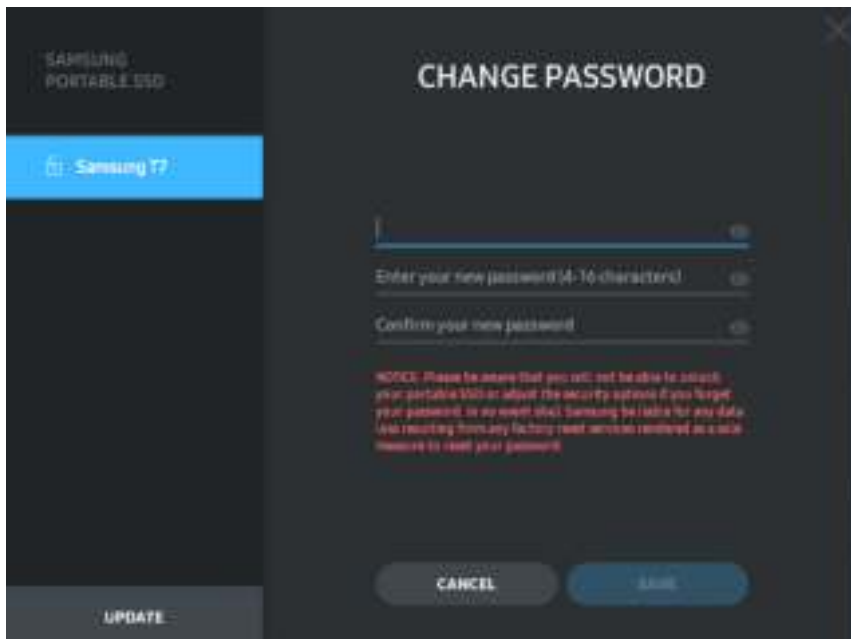 SAMSUNG
PORTABLE SSD
CHANGE PASSWORD
Samsung T7
Enter your new password (4-16 characters)
Confirm your new password
NOTICE: Please be aware that you will not be able to unlock
your portable SSD or adjust the security options if you forget
your password. In no event shall Samsung be liable for any data
loss resulting from any factory reset services rendered as a sole
measure to reset your password.
CANCEL
SAVE
UPDATE